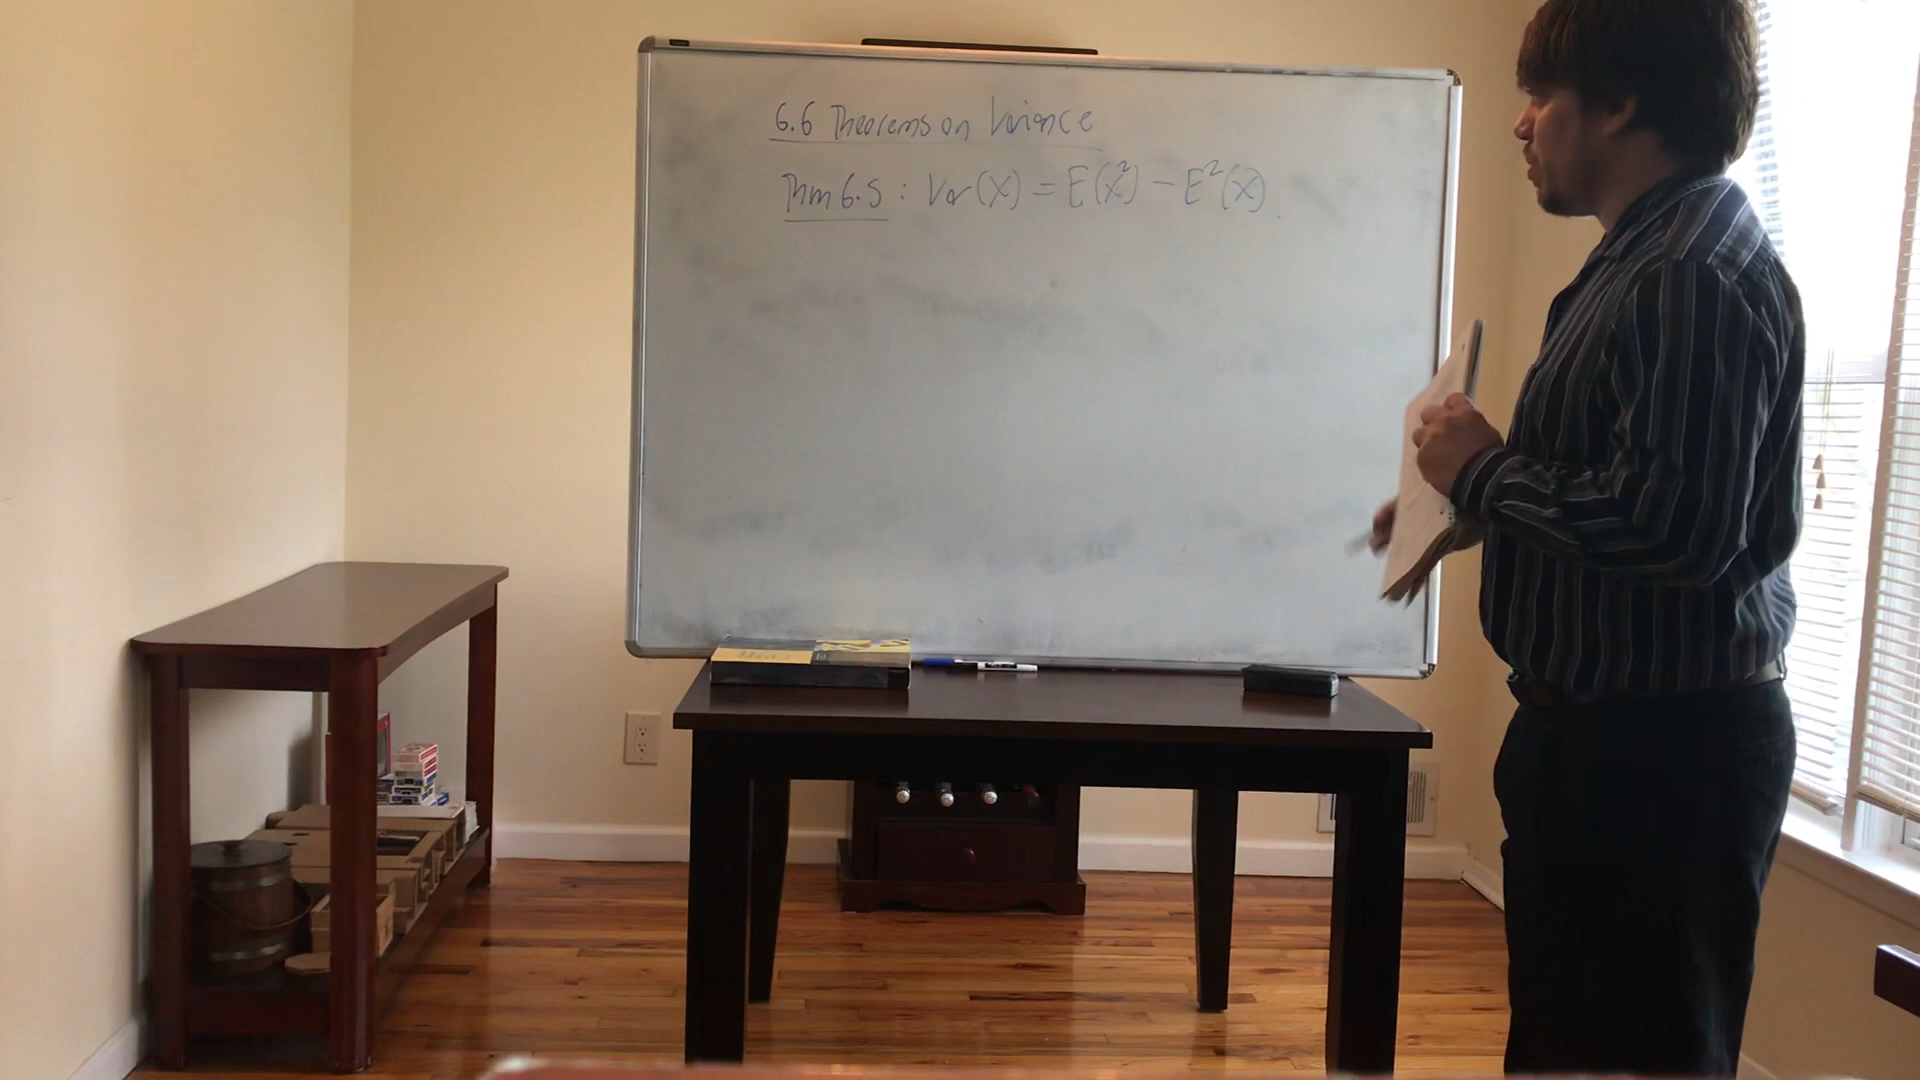 6.6 Theorems on Variance
Thm 6.5 : Var(X) = E(X²) - E²(X).